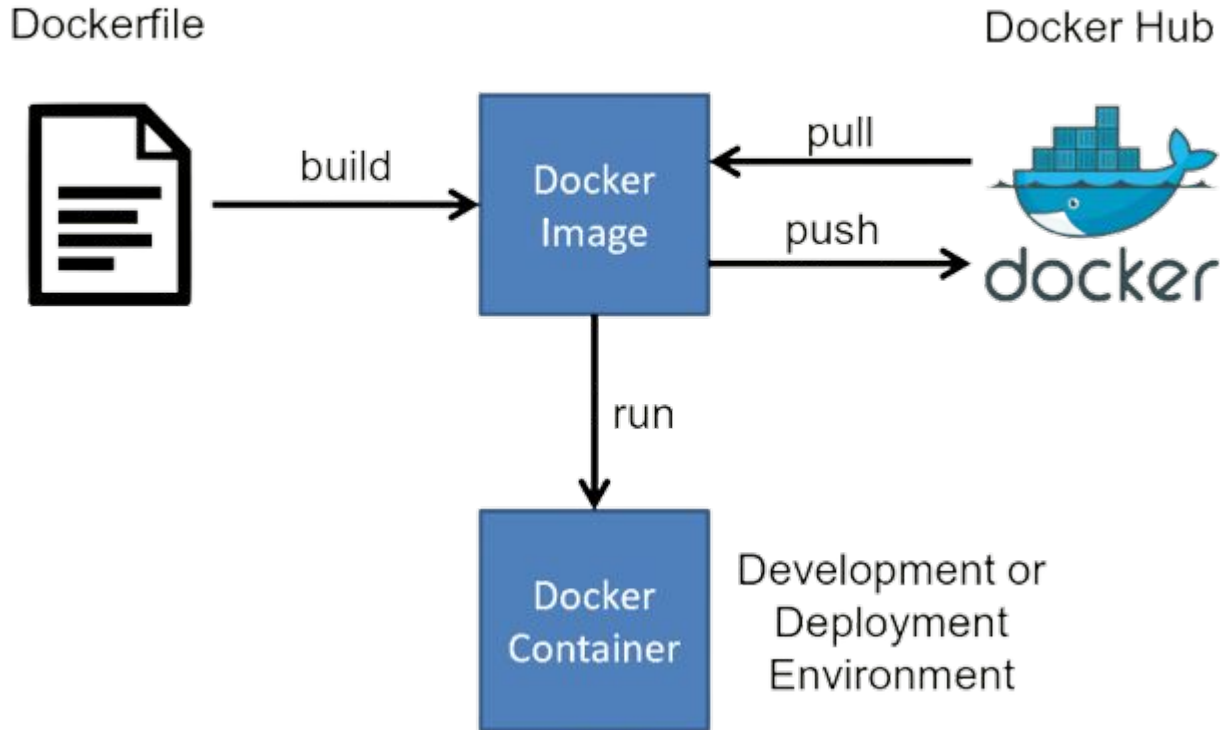 Dockerfile
Docker Hub
build
Docker
Image
pull
push
docker
run
Docker
Container
Development or
Deployment
Environment